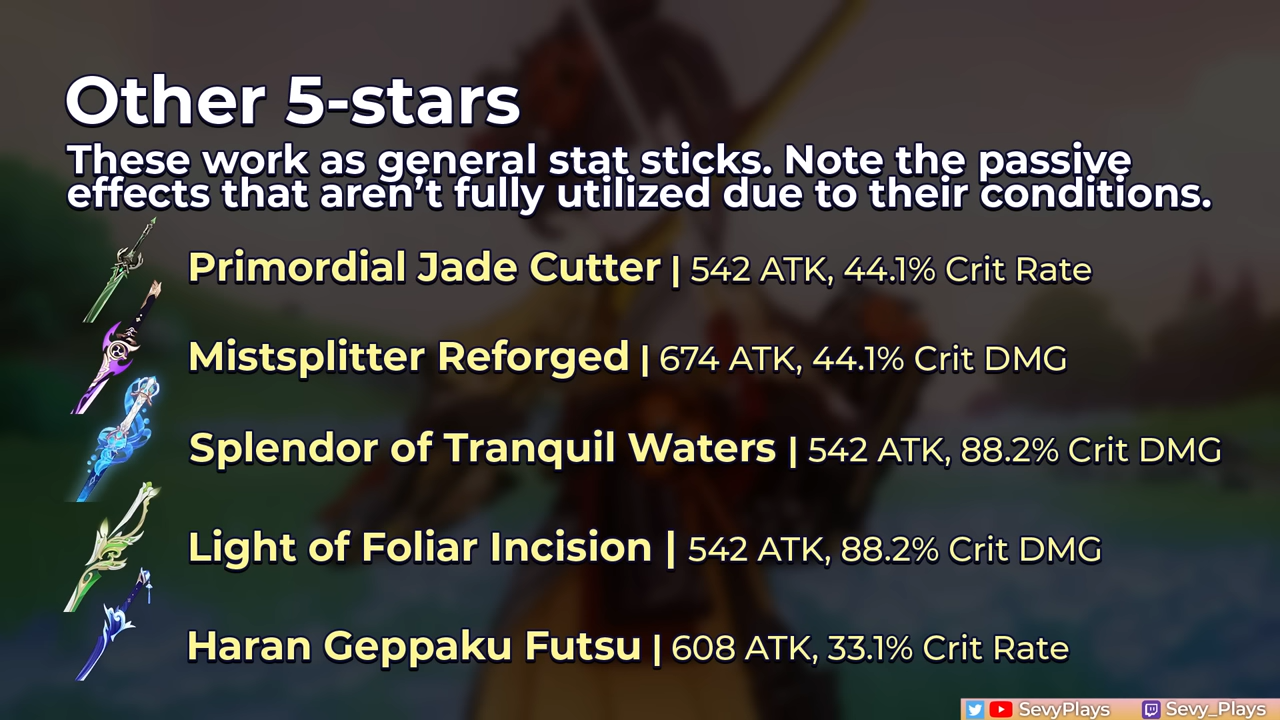 Other 5-stars
These work as general stat sticks. Note the passive
effects that aren’t fully utilized due to their conditions.
Primordial Jade Cutter | 542 ATK, 44.1% Crit Rate
Mistsplitter Reforged | 674 ATK, 44.1% Crit DMG
Splendor of Tranquil Waters | 542 ATK, 88.2% Crit DMG
Light of Foliar Incision | 542 ATK, 88.2% Crit DMG
Haran Geppaku Futsu | 608 ATK, 33.1% Crit Rate
SevyPlays Sevy_Plays